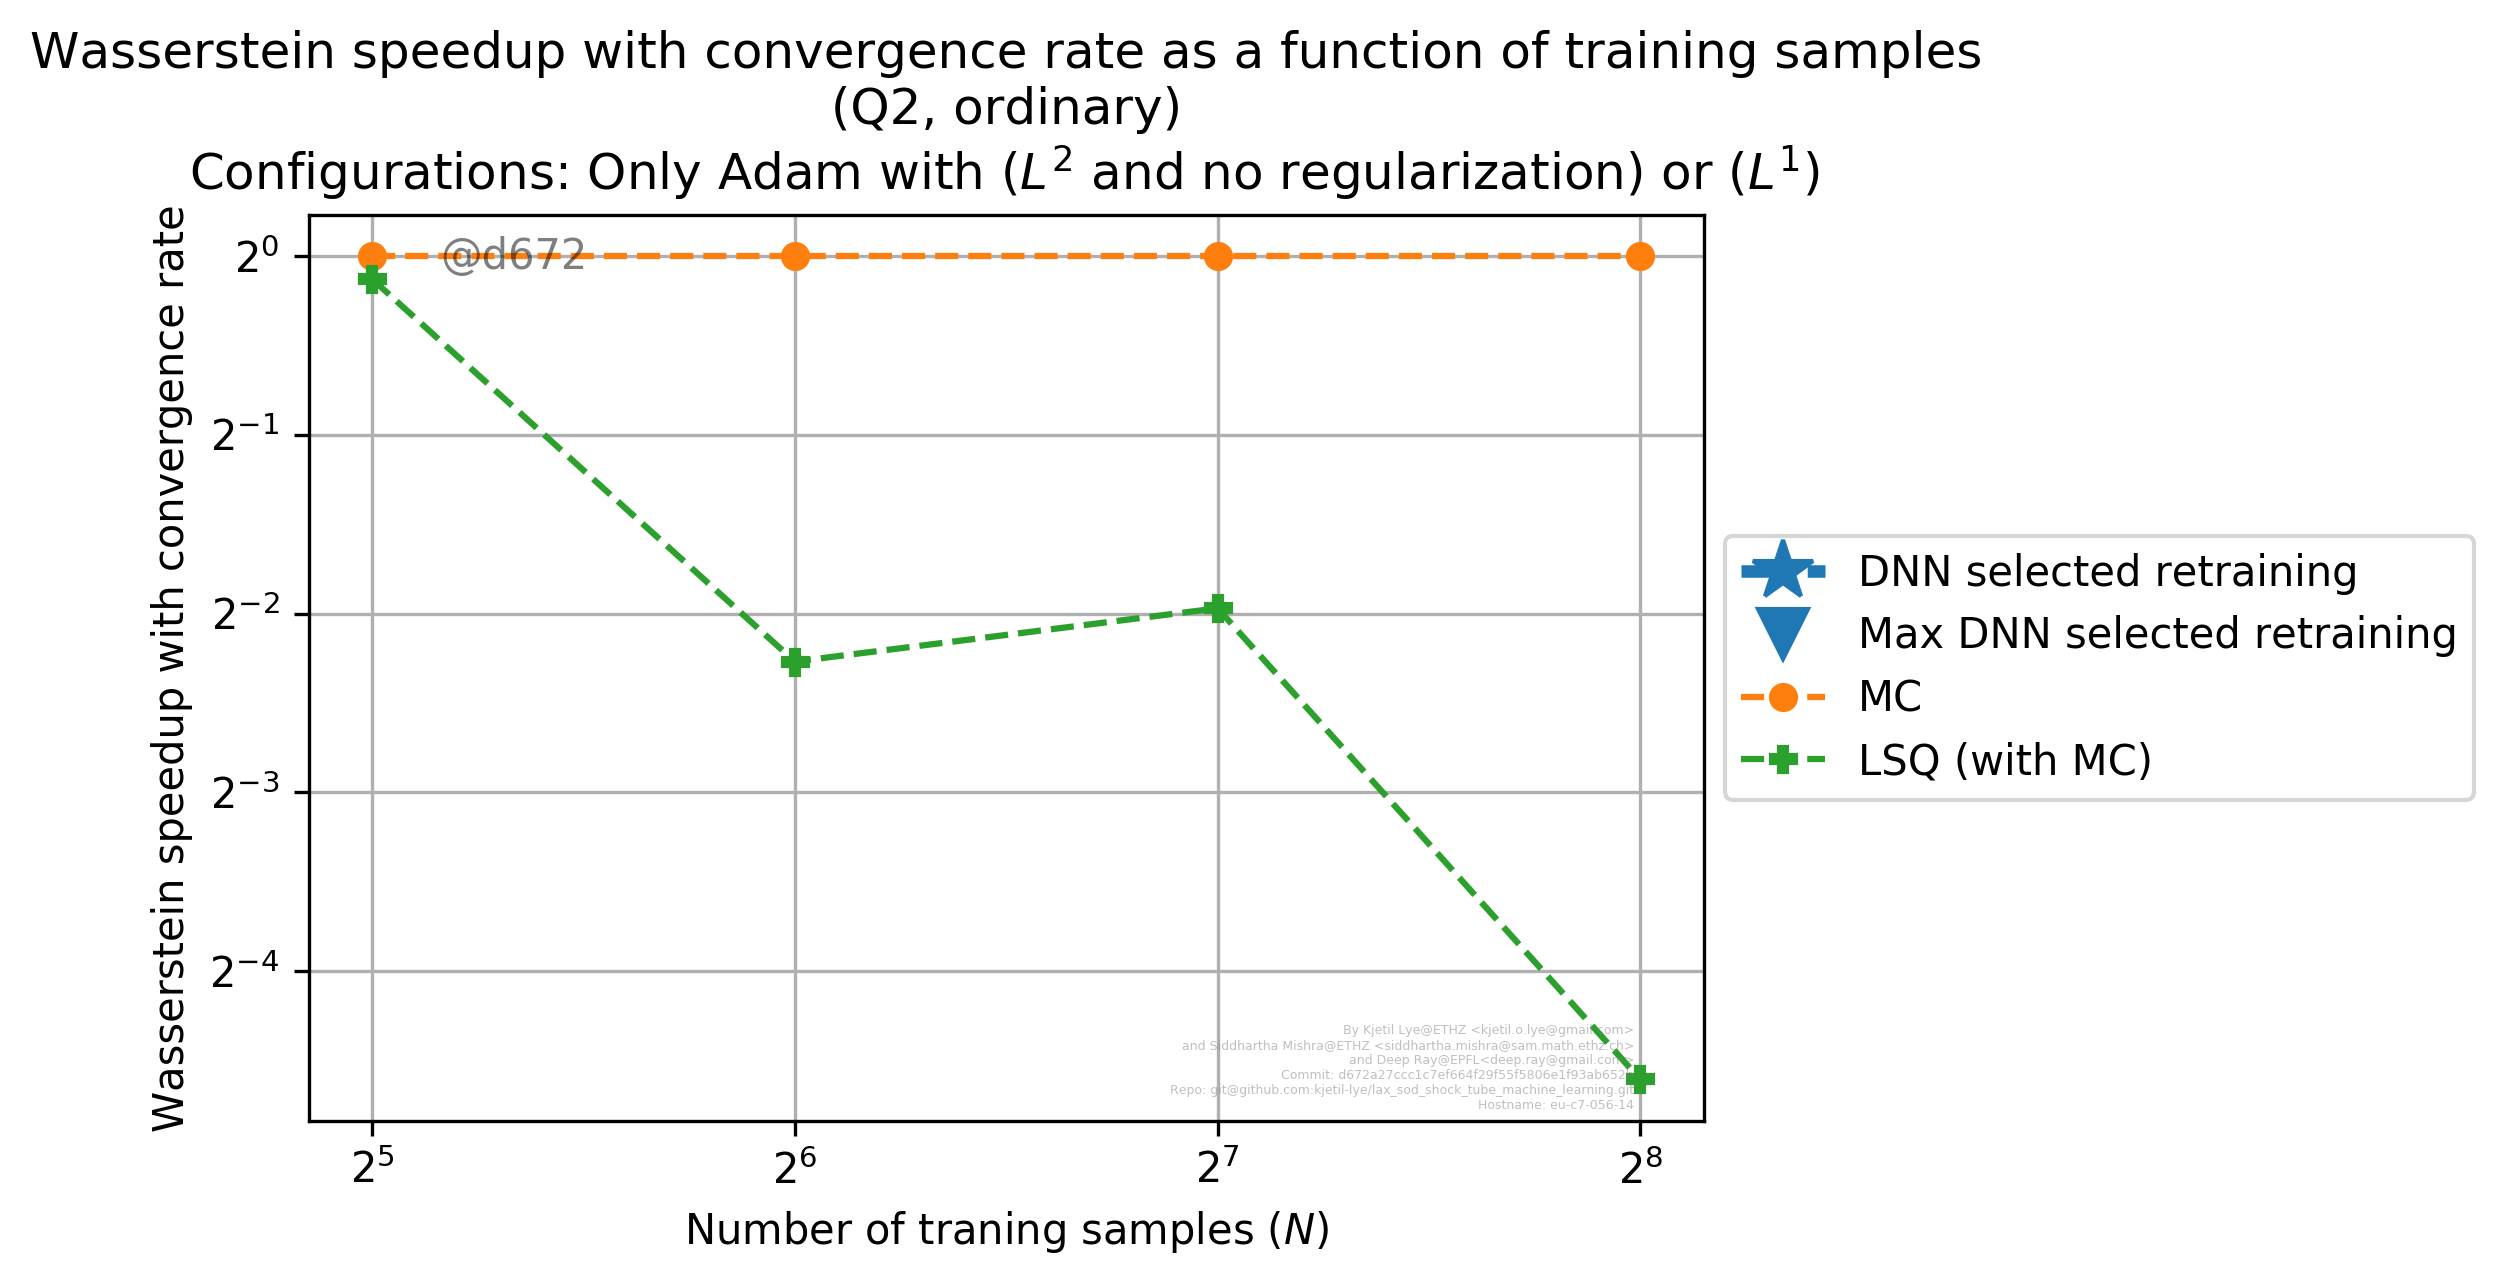 Wasserstein speedup with convergence rate as a function of training samples
(Q2, ordinary)
Configurations: Only Adam with (L² and no regularization) or (L¹)
Wasserstein speedup with convergence rate
2⁰
2⁻¹
2⁻²
2⁻³
2⁻⁴
@d672
DNN selected retraining
Max DNN selected retraining
MC
LSQ (with MC)
By Kjetil Lye@ETHZ <kjetil.o.lye@gmail.com>
and Siddhartha Mishra@ETHZ <siddhartha.mishra@sam.math.ethz.ch>
and Deep Ray@EPFL<deep.ray@gmail.com>
Commit:
Repo: git@github.com:kjetil-lye/lax_sod_shock_tube_machine_learning.git
Hostname: eu-c7-056-14
2⁵ 2⁶ 2⁷ 2⁸
Number of traning samples (N)